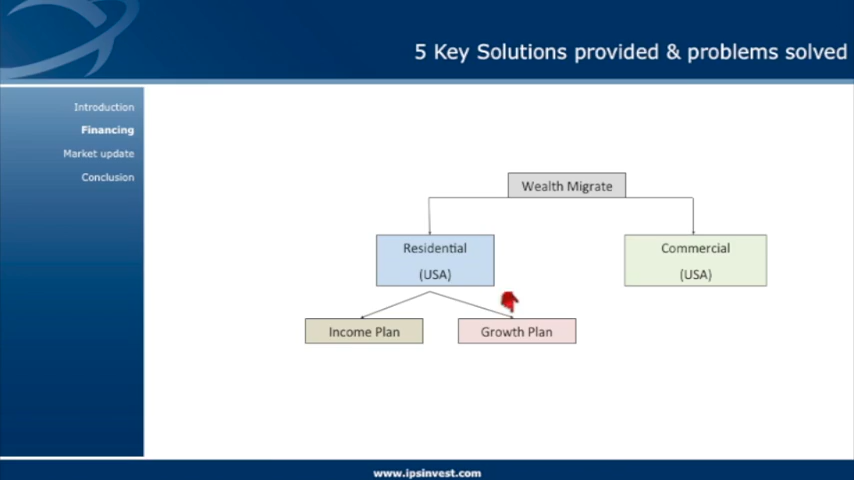 5 Key Solutions provided & problems solved
Introduction
Financing
Market update
Conclusion
Wealth Migrate
Residential
(USA)
Commercial
(USA)
Income Plan
Growth Plan
www.ipsinvest.com